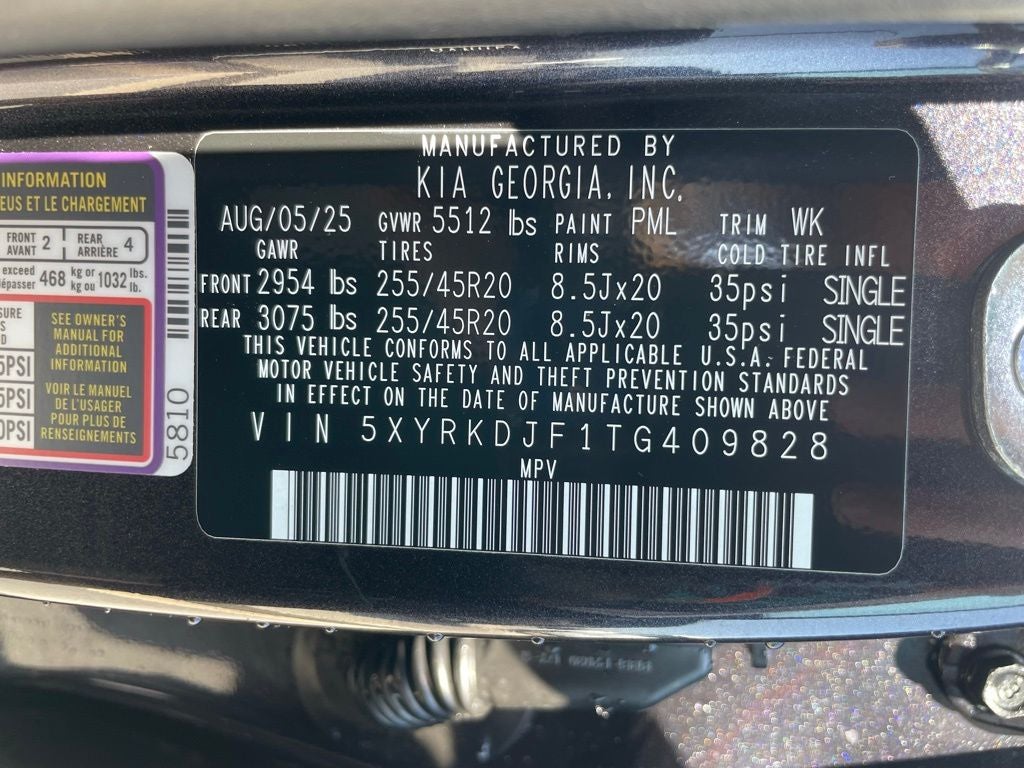 MANUFACTURED BY
KIA GEORGIA, INC.
AUG/05/25 GVWR 5512 lbs PAINT PML TRIM WK
GAWR TIRES RIMS COLD TIRE INFL
FRONT 2954 lbs 255/45R20 8.5Jx20 35psi SINGLE
REAR 3075 lbs 255/45R20 8.5Jx20 35psi SINGLE
THIS VEHICLE CONFORMS TO ALL APPLICABLE U.S.A. FEDERAL
MOTOR VEHICLE SAFETY AND THEFT PREVENTION STANDARDS
IN EFFECT ON THE DATE OF MANUFACTURE SHOWN ABOVE
VIN 5XYRKDJF1TG409828
MPV
INFORMATION
ET LE CHARGEMENT
FRONT AVANT 2 REAR ARRIÈRE 4
exceed 468 kg or 1032 lbs.
kg ou lb.
SEE OWNER'S
MANUAL FOR
ADDITIONAL
INFORMATION
VOIR LE MANUEL
DE L'USAGER
POUR PLUS DE
RENSEIGNEMENTS
PSI
PSI
PSI
5810